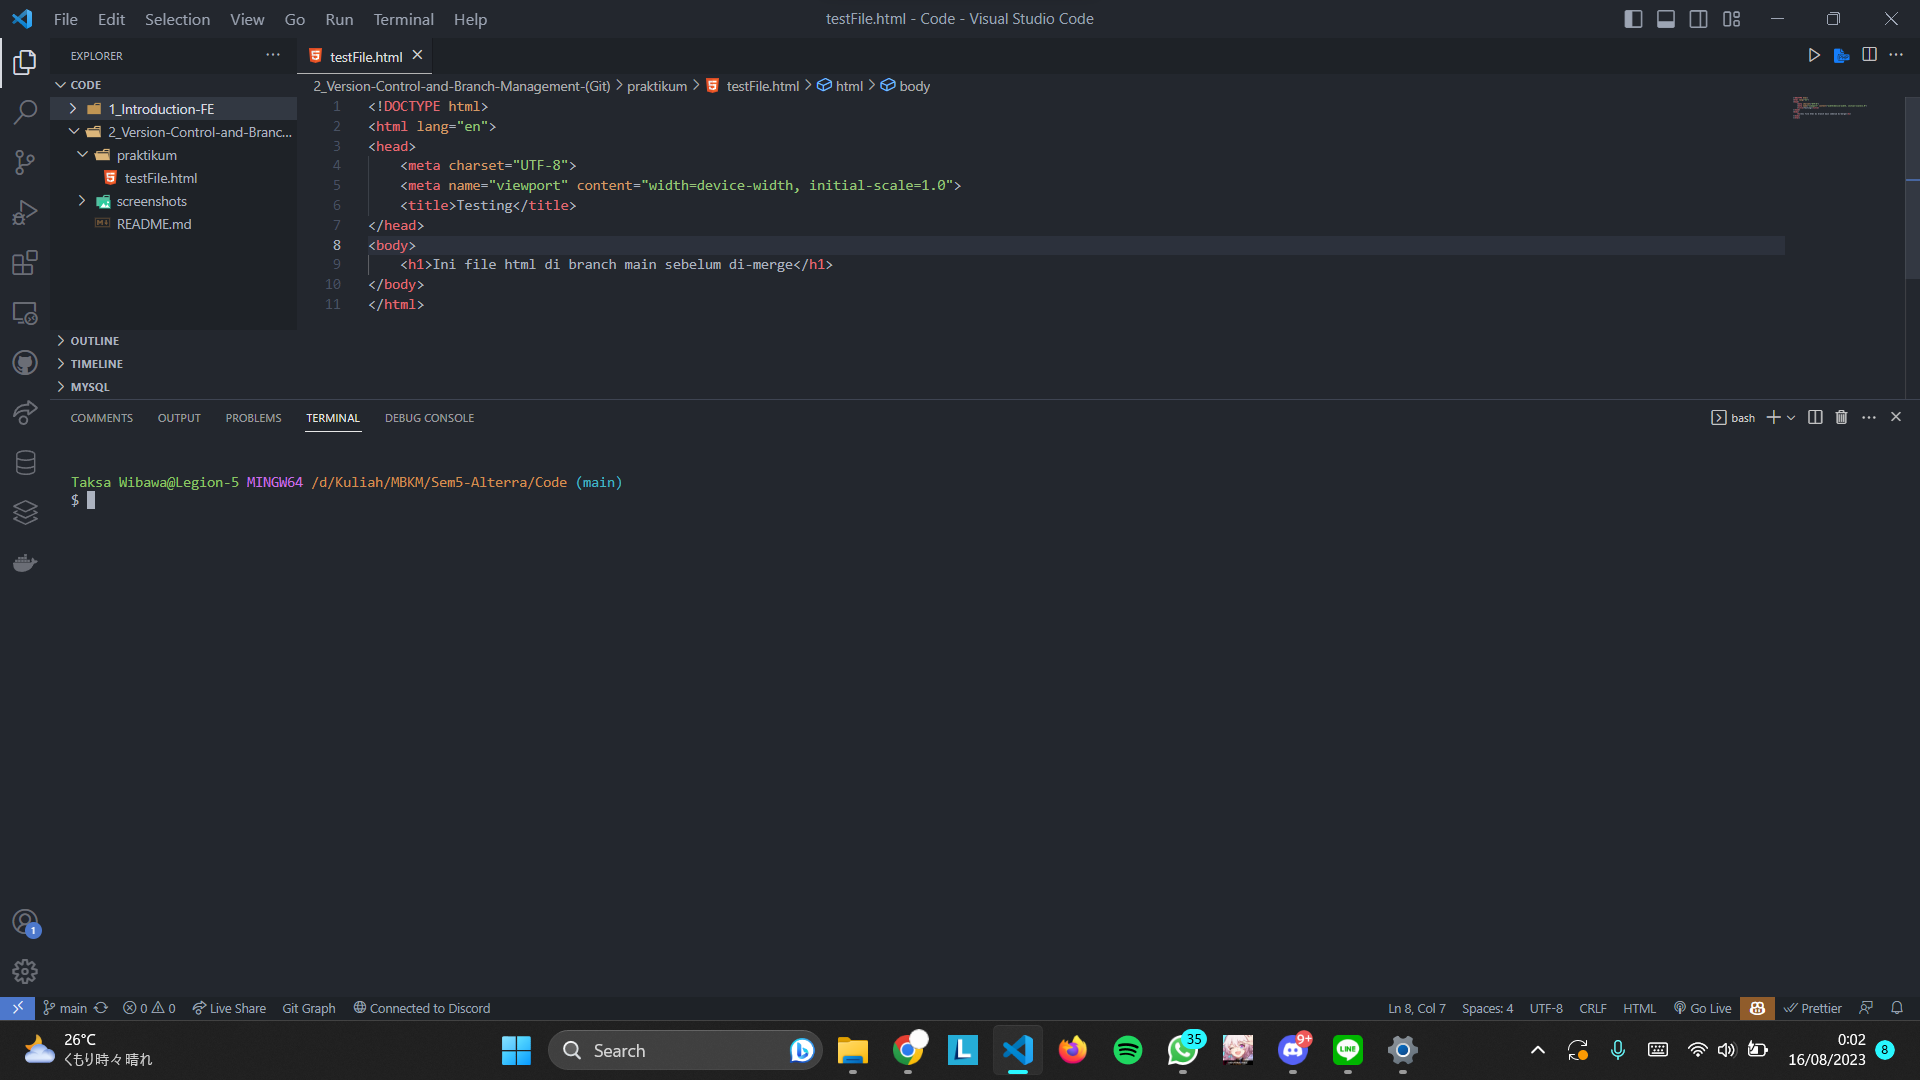 File Edit Selection View Go Run Terminal Help
testFile.html - Code - Visual Studio Code
EXPLORER
CODE
1_Introduction-FE
2_Version-Control-and-Branc...
praktikum
testFile.html
screenshots
README.md
OUTLINE
TIMELINE
MYSQL
testFile.html
2_Version-Control-and-Branch-Management-(Git) > praktikum > testFile.html > html > body
1 <!DOCTYPE html>
2 <html lang="en">
3 <head>
4 <meta charset="UTF-8">
5 <meta name="viewport" content="width=device-width, initial-scale=1.0">
6 <title>Testing</title>
7 </head>
8 <body>
9 <h1>Ini file html di branch main sebelum di-merge</h1>
10 </body>
11 </html>
COMMENTS OUTPUT PROBLEMS TERMINAL DEBUG CONSOLE
bash
Taksa Wibawa@Legion-5 MINGW64 /d/Kuliah/MBKM/Sem5-Alterra/Code (main)
$
1
main 0 0 Live Share Git Graph Connected to Discord
Ln 8, Col 7 Spaces: 4 UTF-8 CRLF HTML Go Live Prettier
26°C
くもり時々晴れ
Search
L
35
9+
LINE
0:02
16/08/2023
8